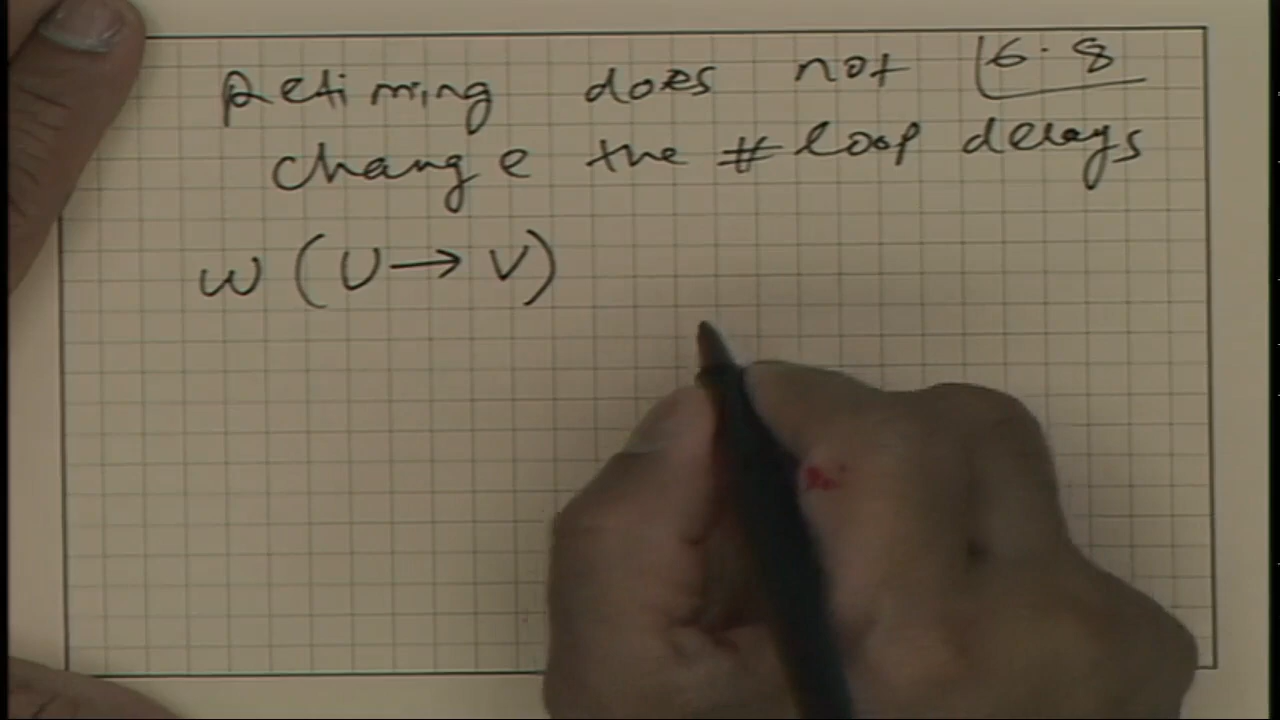 Retiming does not 6.8
change the # loop delays
w (U → V)